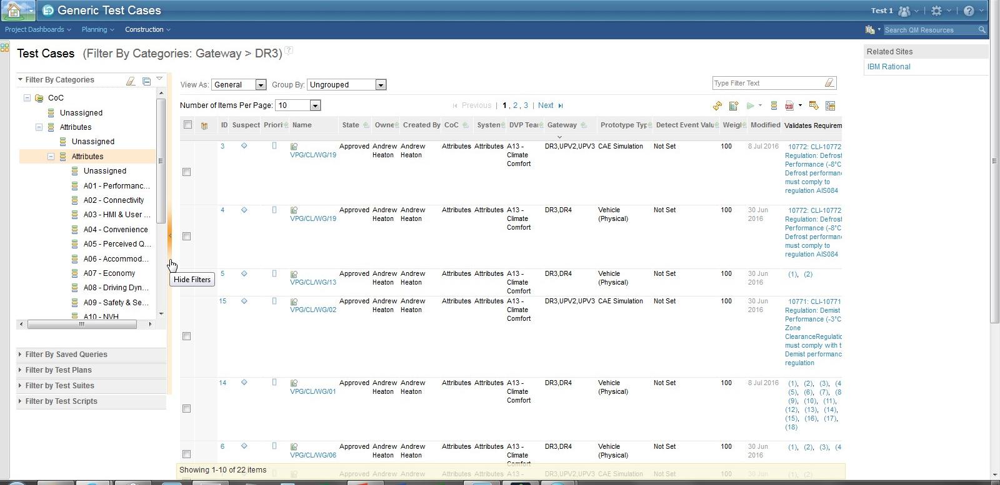 Generic Test Cases
Test 1
Project Dashboards Planning Construction
Search QM Resources
Test Cases (Filter By Categories: Gateway > DR3) ?
Related Sites
IBM Rational
Filter By Categories
CoC
Unassigned
Attributes
Unassigned
Attributes
Unassigned
A01 - Performanc...
A02 - Connectivity
A03 - HMI & User ...
A04 - Convenience
A05 - Perceived Q...
A06 - Accommod...
A07 - Economy
A08 - Driving Dyn...
A09 - Safety & Se...
A10 - NVH
Hide Filters
Filter By Saved Queries
Filter by Test Plans
Filter by Test Suites
Filter by Test Scripts
View As: General Group By: Ungrouped
Type Filter Text
Number of Items Per Page: 10
Previous | 1 , 2 , 3 | Next
ID Suspect Priorit Name State Owne Created By CoC System DVP Tear Gateway Prototype Typ Detect Event Valu Weigl Modified Validates Requirem
3 VPG/CL/WG/19 Approved Andrew Heaton Andrew Heaton Attributes Attributes A13 - Climate Comfort DR3,UPV2,UPV3 CAE Simulation Not Set 100 8 Jul 2016
10772: CLI-10772
Regulation: Defrost
Performance (-8°C
Defrost performanc
must comply to
regulation AIS084
4 VPG/CL/WG/19 Approved Andrew Heaton Andrew Heaton Attributes Attributes A13 - Climate Comfort DR3,DR4 Vehicle (Physical) Not Set 100 30 Jun 2016
10772: CLI-10772
Regulation: Defrost
Performance (-8°C
Defrost performanc
must comply to
regulation AIS084
5 VPG/CL/WG/13 Approved Andrew Heaton Andrew Heaton Attributes Attributes A13 - Climate Comfort DR3,DR4 Vehicle (Physical) Not Set 100 30 Jun 2016 (1), (2)
15 VPG/CL/WG/02 Approved Andrew Heaton Andrew Heaton Attributes Attributes A13 - Climate Comfort DR3,UPV2,UPV3 CAE Simulation Not Set 100 30 Jun 2016
10771: CLI-10771
Regulation: Demist
Performance (-3°C
Zone
ClearanceRegulatic
must comply with t
Demist performanc
regulation
14 VPG/CL/WG/01 Approved Andrew Heaton Andrew Heaton Attributes Attributes A13 - Climate Comfort DR3,DR4 Vehicle (Physical) Not Set 100 8 Jul 2016
(1), (2), (3), (4
(5), (6), (7), (8
(9), (10), (11),
(12), (13), (14),
(15), (16), (17),
(18)
6 VPG/CL/WG/06 Approved Andrew Heaton Andrew Heaton Attributes Attributes A13 - Climate Comfort DR3,DR4 Vehicle (Physical) Not Set 100 30 Jun 2016 (1), (2), (3), (4
Showing 1-10 of 22 items
Approved Andrew Andrew Attributes Attributes A13 - DR3,UPV2,UPV3 CAE Simulation Not Set 100 30 Jun (1), (2)